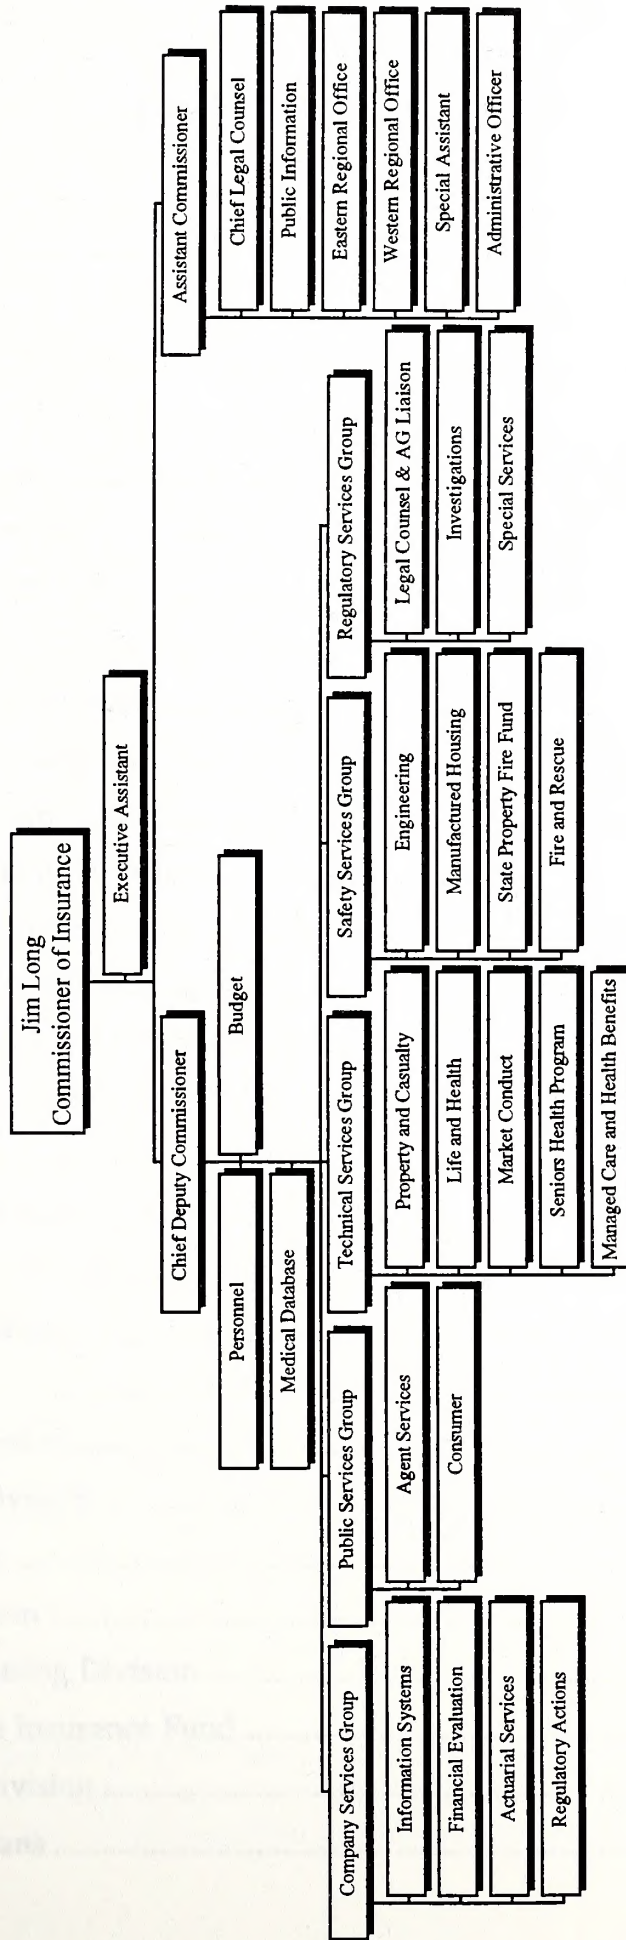 Jim Long
Commissioner of Insurance
Executive Assistant
Chief Deputy Commissioner
Assistant Commissioner
Personnel
Budget
Medical Database
Chief Legal Counsel
Public Information
Eastern Regional Office
Western Regional Office
Special Assistant
Administrative Officer
Company Services Group
Information Systems
Financial Evaluation
Actuarial Services
Regulatory Actions
Public Services Group
Agent Services
Consumer
Technical Services Group
Property and Casualty
Life and Health
Market Conduct
Seniors Health Program
Managed Care and Health Benefits
Safety Services Group
Engineering
Manufactured Housing
State Property Fire Fund
Fire and Rescue
Regulatory Services Group
Legal Counsel & AG Liaison
Investigations
Special Services
Insurance Fund